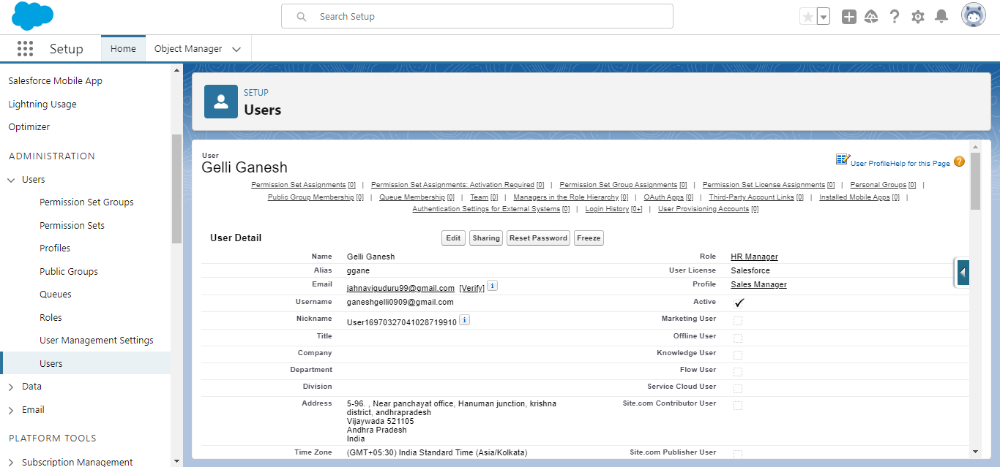 Search Setup
Setup
Home
Object Manager
Salesforce Mobile App
Lightning Usage
Optimizer
ADMINISTRATION
Users
Permission Set Groups
Permission Sets
Profiles
Public Groups
Queues
Roles
User Management Settings
Users
Data
Email
PLATFORM TOOLS
Subscription Management
SETUP
Users
User
Gelli Ganesh
User Profile Help for this Page ?
Permission Set Assignments [0] | Permission Set Assignments: Activation Required [0] | Permission Set Group Assignments [0] | Permission Set License Assignments [0] | Personal Groups [0] |
Public Group Membership [0] | Queue Membership [0] | Team [0] | Managers in the Role Hierarchy [0] | OAuth Apps [0] | Third-Party Account Links [0] | Installed Mobile Apps [0] |
Authentication Settings for External Systems [0] | Login History [0+] | User Provisioning Accounts [0]
User Detail Edit Sharing Reset Password Freeze
Name Gelli Ganesh Role HR Manager
Alias ggane User License Salesforce
Email jahnaviguduru99@gmail.com [Verify] i Profile Sales Manager
Username ganeshgelli0909@gmail.com Active ✓
Nickname User16970327041028719910 i Marketing User
Title Offline User
Company Knowledge User
Department Flow User
Division Service Cloud User
Address 5-96. , Near panchayat office, Hanuman junction, krishna Site.com Contributor User
district, andhrapradesh
Vijaywada 521105
Andhra Pradesh
India
Time Zone (GMT+05:30) India Standard Time (Asia/Kolkata) Site.com Publisher User